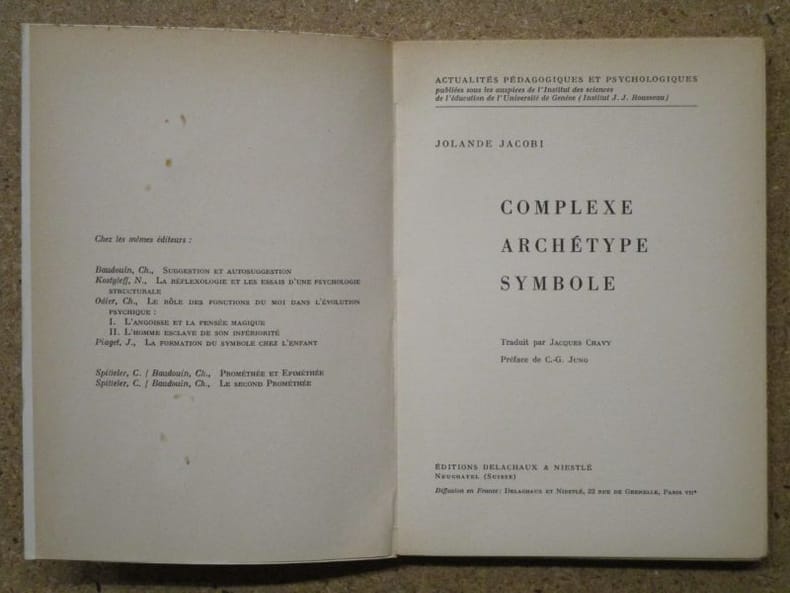 Chez les mêmes éditeurs :
Baudouin, Ch., SUGGESTION ET AUTOSUGGESTION
Kostyleff, N., LA RÉFLEXOLOGIE ET LES ESSAIS D'UNE PSYCHOLOGIE
STRUCTURALE
Odier, Ch., LE RÔLE DES FONCTIONS DU MOI DANS L'ÉVOLUTION
PSYCHIQUE :
I. L'ANGOISSE ET LA PENSÉE MAGIQUE
II. L'HOMME ESCLAVE DE SON INFÉRIORITÉ
Piaget, J., LA FORMATION DU SYMBOLE CHEZ L'ENFANT
Spitteler, C. / Baudouin, Ch., PROMÉTHÉE ET EPIMÉTHÉE
Spitteler, C. / Baudouin, Ch., LE SECOND PROMÉTHÉE
ACTUALITÉS PÉDAGOGIQUES ET PSYCHOLOGIQUES
publiées sous les auspices de l'Institut des sciences
de l'éducation de l'Université de Genève (Institut J. J. Rousseau)
JOLANDE JACOBI
COMPLEXE
ARCHÉTYPE
SYMBOLE
Traduit par JACQUES CHAVY
Préface de C.-G. JUNG
ÉDITIONS DELACHAUX & NIESTLÉ
NEUCHATEL (SUISSE)
Diffusion en France : DELACHAUX ET NIESTLÉ, 32 RUE DE GRENELLE, PARIS VIIe